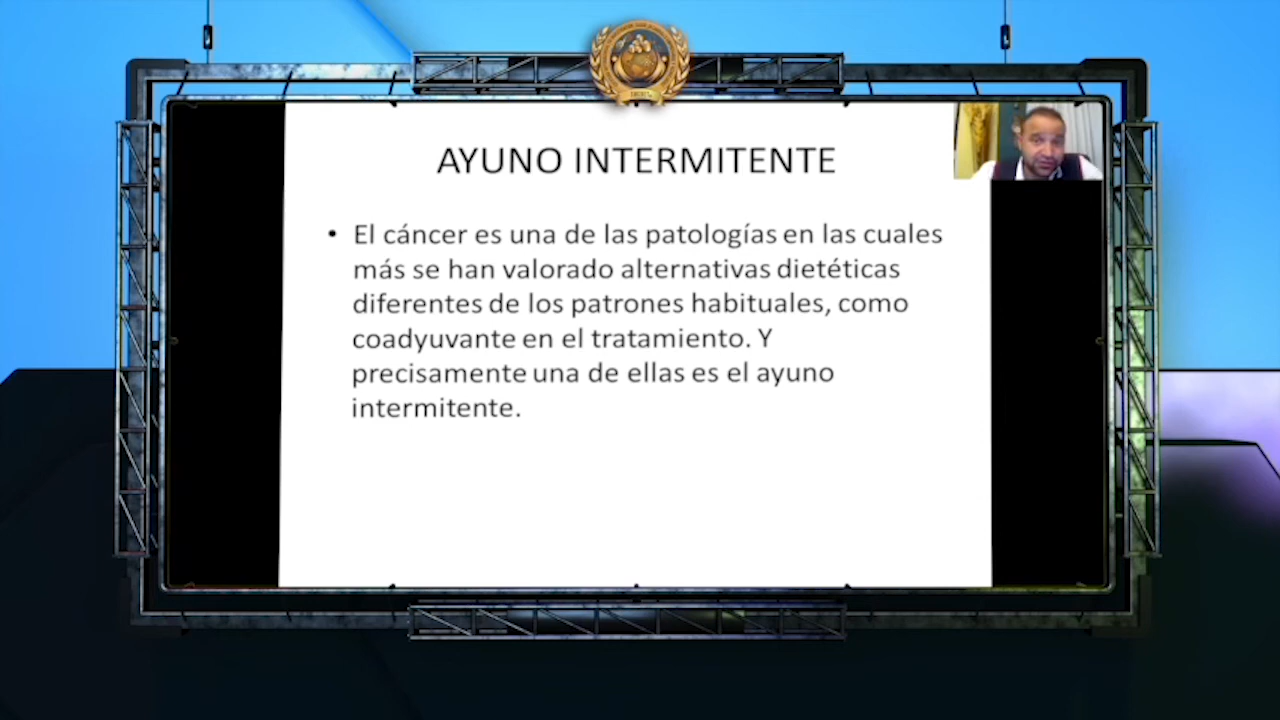 AYUNO INTERMITENTE
• El cáncer es una de las patologías en las cuales
más se han valorado alternativas dietéticas
diferentes de los patrones habituales, como
coadyuvante en el tratamiento. Y
precisamente una de ellas es el ayuno
intermitente.